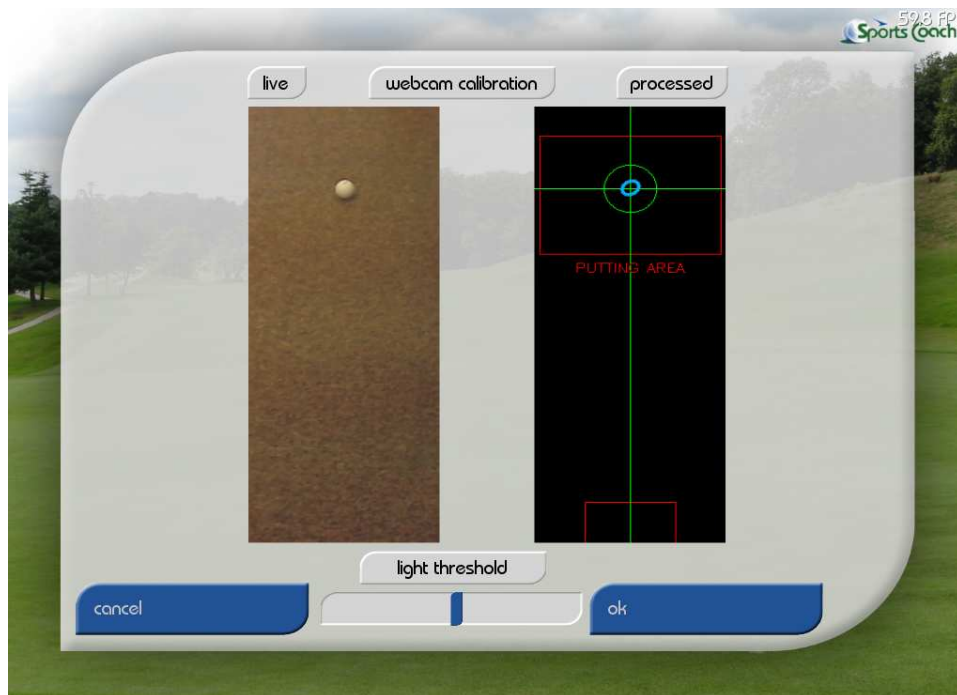 59.8 FP
Sports Coach
live
webcam calibration
processed
PUTTING AREA
light threshold
cancel
ok